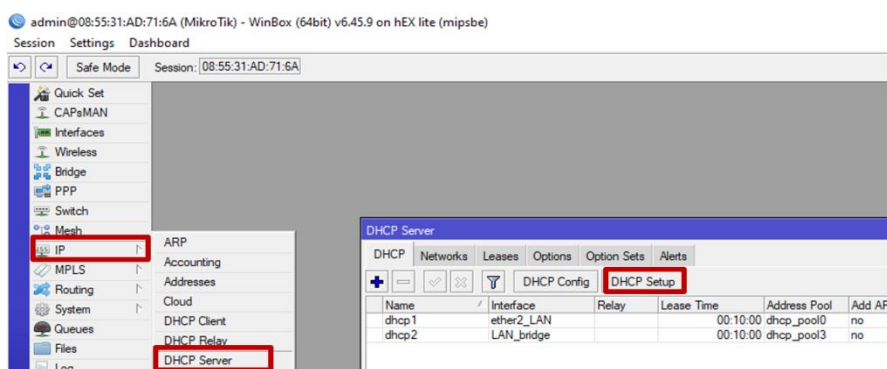 admin@08:55:31:AD:71:6A (MikroTik) - WinBox (64bit) v6.45.9 on hEX lite (mipsbe)
Session Settings Dashboard
Safe Mode Session: 08:55:31:AD:71:6A
Quick Set
CAPsMAN
Interfaces
Wireless
Bridge
PPP
Switch
Mesh
IP
MPLS
Routing
System
Queues
Files
Log
ARP
Accounting
Addresses
Cloud
DHCP Client
DHCP Relay
DHCP Server
DHCP Server
DHCP Networks Leases Options Option Sets Alerts
DHCP Config DHCP Setup
Name / Interface Relay Lease Time Address Pool Add AR
dhcp1 ether2_LAN 00:10:00 dhcp_pool0 no
dhcp2 LAN_bridge 00:10:00 dhcp_pool3 no